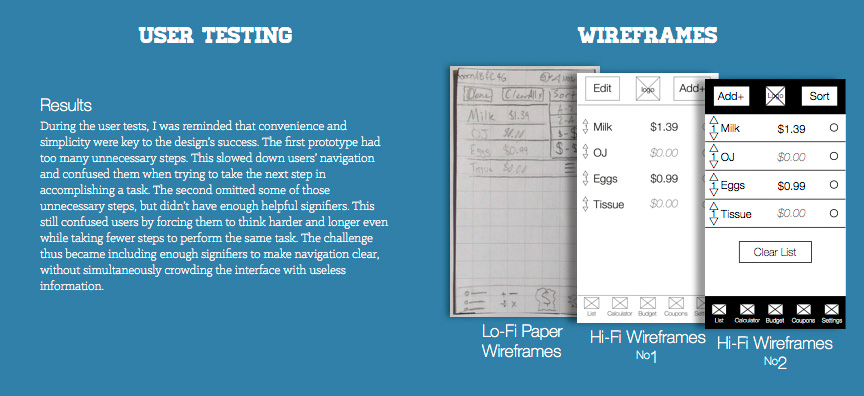 USER TESTING
Results
During the user tests, I was reminded that convenience and
simplicity were key to the design's success. The first prototype had
too many unnecessary steps. This slowed down users' navigation
and confused them when trying to take the next step in
accomplishing a task. The second omitted some of those
unnecessary steps, but didn't have enough helpful signifiers. This
still confused users by forcing them to think harder and longer even
while taking fewer steps to perform the same task. The challenge
thus became including enough signifiers to make navigation clear,
without simultaneously crowding the interface with useless
information.
WIREFRAMES
Done Clear All Sort
Milk $1.39
OJ
Eggs $0.99
Tissue
Lo-Fi Paper
Wireframes
Edit logo Add+
Milk $1.39
OJ $0.00
Eggs $0.99
Tissue $0.00
List Calculator Budget Coupons
Hi-Fi Wireframes
No1
Add+ Logo Sort
1 Milk $1.39
1 OJ $0.00
1 Eggs $0.99
1 Tissue $0.00
Clear List
List Calculator Budget Coupons Settings
Hi-Fi Wireframes
No2